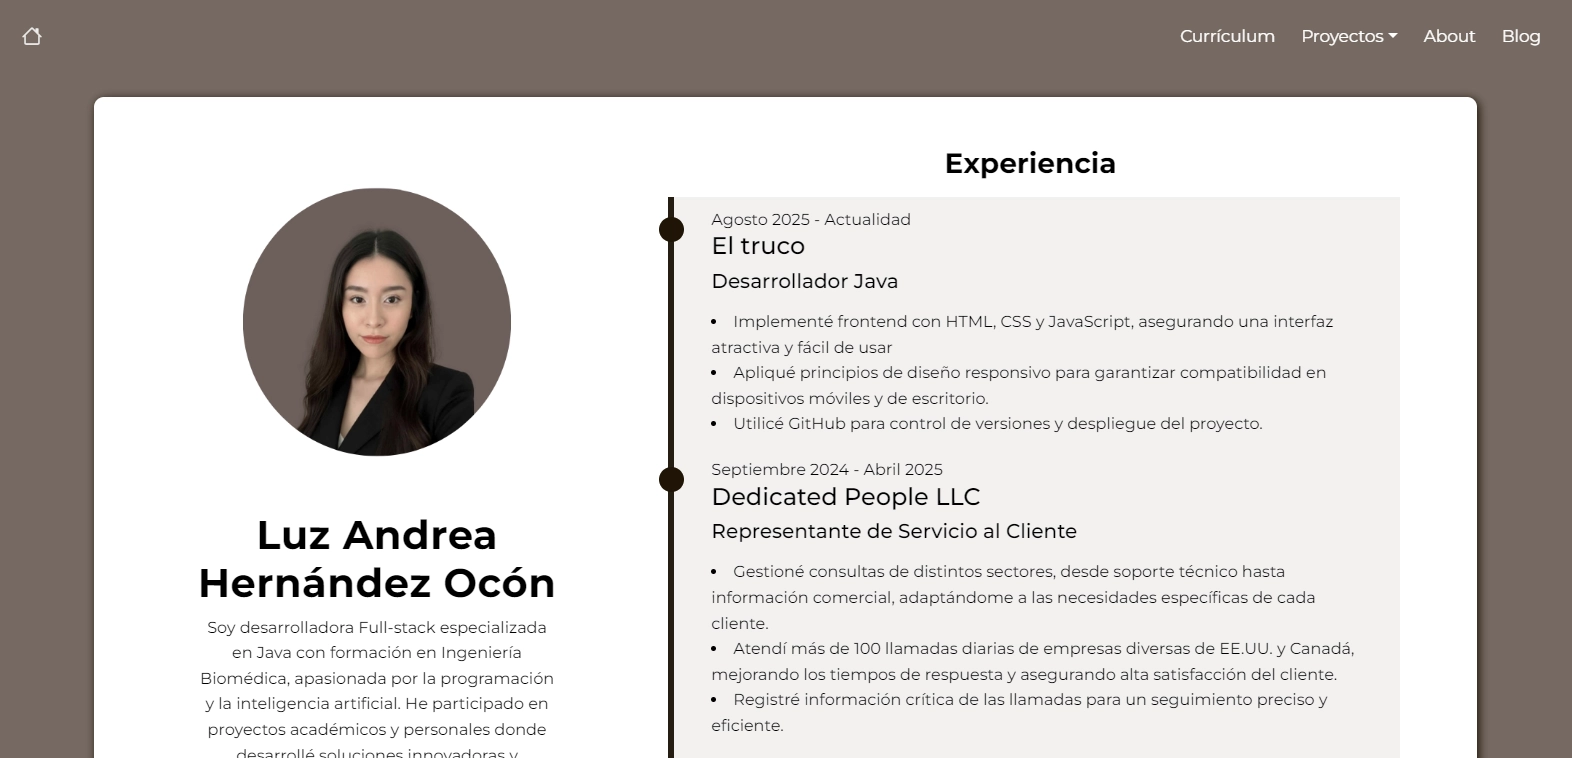 Currículum Proyectos About Blog
Luz Andrea
Hernández Ocón
Soy desarrolladora Full-stack especializada
en Java con formación en Ingeniería
Biomédica, apasionada por la programación
y la inteligencia artificial. He participado en
proyectos académicos y personales donde
desarrollé soluciones innovadoras y
Experiencia
Agosto 2025 - Actualidad
El truco
Desarrollador Java
• Implementé frontend con HTML, CSS y JavaScript, asegurando una interfaz
atractiva y fácil de usar
• Apliqué principios de diseño responsivo para garantizar compatibilidad en
dispositivos móviles y de escritorio.
• Utilicé GitHub para control de versiones y despliegue del proyecto.
Septiembre 2024 - Abril 2025
Dedicated People LLC
Representante de Servicio al Cliente
• Gestioné consultas de distintos sectores, desde soporte técnico hasta
información comercial, adaptándome a las necesidades específicas de cada
cliente.
• Atendí más de 100 llamadas diarias de empresas diversas de EE.UU. y Canadá,
mejorando los tiempos de respuesta y asegurando alta satisfacción del cliente.
• Registré información crítica de las llamadas para un seguimiento preciso y
eficiente.